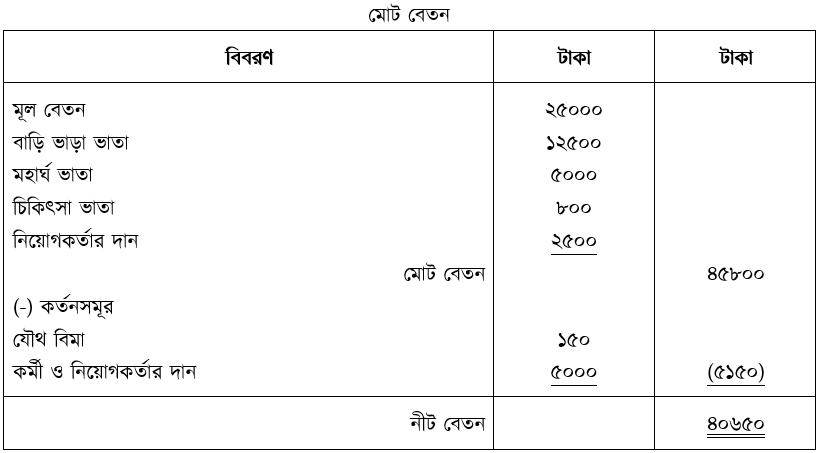 মোট বেতন
বিবরণ টাকা টাকা
মূল বেতন ২৫০০০
বাড়ি ভাড়া ভাতা ১২৫০০
মহার্ঘ ভাতা ৫০০০
চিকিৎসা ভাতা ৮০০
নিয়োগকর্তার দান ২৫০০
মোট বেতন ৪৫৮০০
(-) কর্তনসমূর
যৌথ বিমা ১৫০
কর্মী ও নিয়োগকর্তার দান ৫০০০ (৫১৫০)
নীট বেতন ৪০৬৫০